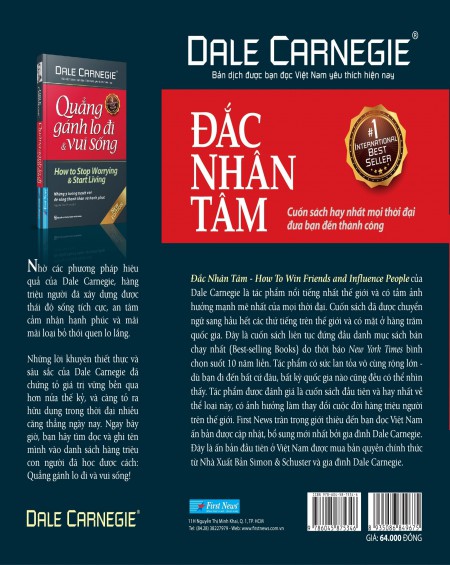 DALE CARNEGIE®
Bản dịch được bạn đọc Việt Nam yêu thích hiện nay
ĐẮC
NHÂN
TÂM
#1
INTERNATIONAL
BEST
SELLER
Cuốn sách hay nhất mọi thời đại
đưa bạn đến thành công
DALE CARNEGIE®
Quẳng
gánh lo đi
& vui sống
How to Stop Worrying
& Start Living
Nhờ các phương pháp hiệu
quả của Dale Carnegie, hàng
triệu người đã xây dựng được
thái độ sống tích cực, an tâm
cảm nhận hạnh phúc và mãi
mãi loại bỏ thói quen lo lắng.
Những lời khuyên thiết thực và
sâu sắc của Dale Carnegie đã
chứng tỏ giá trị vững bền qua
hơn nửa thế kỷ, và càng tỏ ra
hữu dụng trong thời đại nhiều
căng thẳng ngày nay. Ngay bây
giờ, bạn hãy tìm đọc và ghi tên
mình vào danh sách hàng triệu
con người đã học được cách:
Quẳng gánh lo đi và vui sống!
DALE CARNEGIE®
Đắc Nhân Tâm - How To Win Friends and Influence People của
Dale Carnegie là tác phẩm nổi tiếng nhất thế giới và có tầm ảnh
hưởng mạnh mẽ nhất của mọi thời đại. Cuốn sách đã được chuyển
ngữ sang hầu hết các thứ tiếng trên thế giới và có mặt ở hàng trăm
quốc gia. Đây là cuốn sách liên tục đứng đầu danh mục sách bán
chạy nhất (Best-selling Books) do thời báo New York Times bình
chọn suốt 10 năm liền. Tác phẩm có sức lan tỏa vô cùng rộng lớn -
dù bạn đi đến bất cứ đâu, bất kỳ quốc gia nào cũng đều có thể nhìn
thấy. Tác phẩm được đánh giá là cuốn sách đầu tiên và hay nhất về
thể loại này, có ảnh hưởng làm thay đổi cuộc đời hàng triệu người
trên thế giới. First News trân trọng giới thiệu đến bạn đọc Việt Nam
ấn bản được cập nhật, bổ sung mới nhất bởi gia đình Dale Carnegie.
Đây là ấn bản đầu tiên ở Việt Nam được mua bản quyền chính thức
từ Nhà Xuất Bản Simon & Schuster và gia đình Dale Carnegie.
First News
11H Nguyễn Thị Minh Khai, Q. 1, TP. HCM
Tel: (84.28) 38227979 - Web: www.firstnews.com.vn
GIÁ: 64.000 ĐỒNG